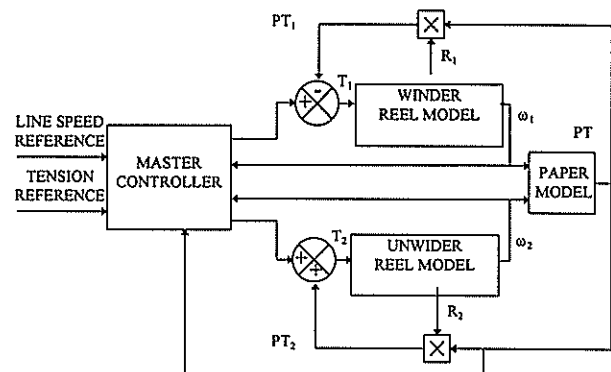 PT1
×
R1
T1
-
+
WINDER
REEL MODEL
ω1
LINE SPEED
REFERENCE
TENSION
REFERENCE
MASTER
CONTROLLER
PT
PAPER
MODEL
T2
+
+
UNWIDER
REEL MODEL
ω2
R2
PT2
×